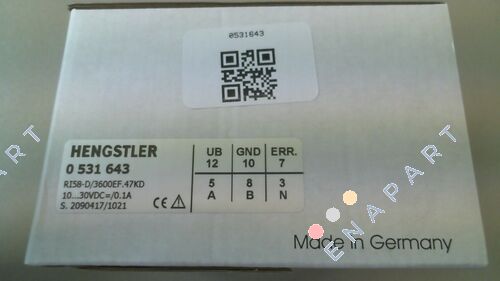 0531643
HENGSTLER
0 531 643
RI58-D/3600EF.47KD
10...30VDC=/0.1A
S. 2090417/1021
CE
UB GND ERR.
12 10 7
5 8 3
A B N
Made in Germany
ENAPART